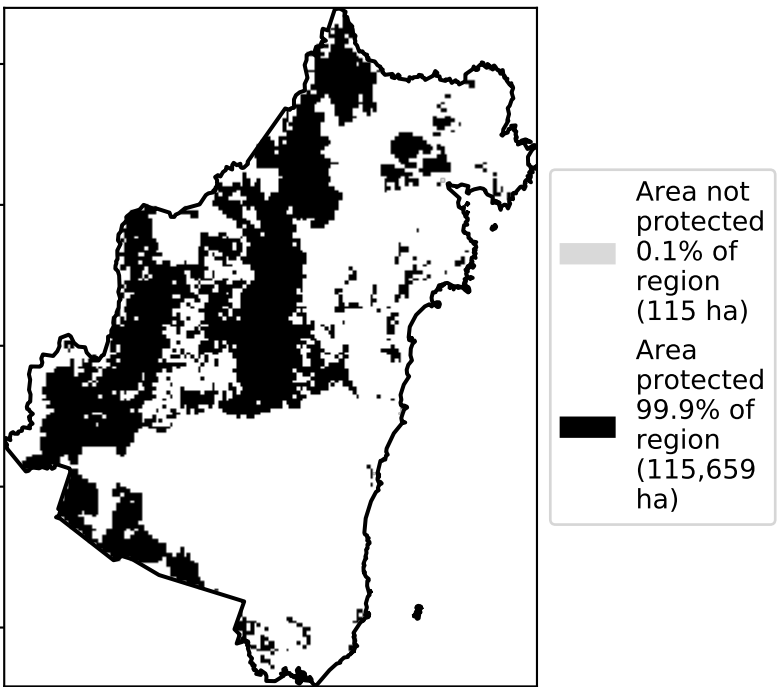 Area not
protected
0.1% of
region
(115 ha)
Area
protected
99.9% of
region
(115,659
ha)